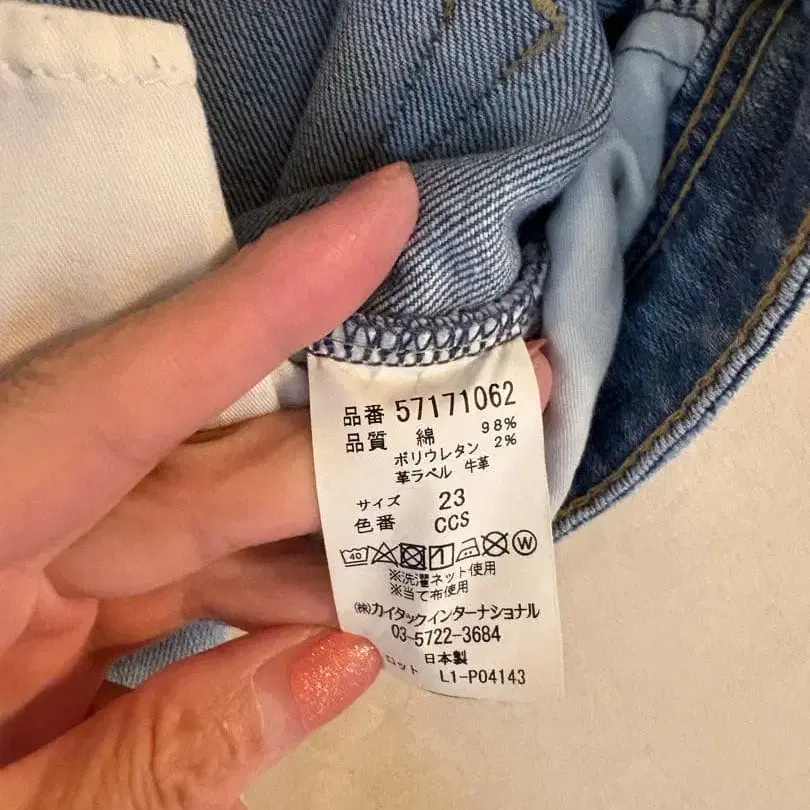 品番 57171062
品質 綿 98%
ポリウレタン 2%
革ラベル 牛革
サイズ 23
色番 CCS
40 W
※洗濯ネット使用
※当て布使用
㈱カイタックインターナショナル
03-5722-3684
日本製
ロット L1-P04143